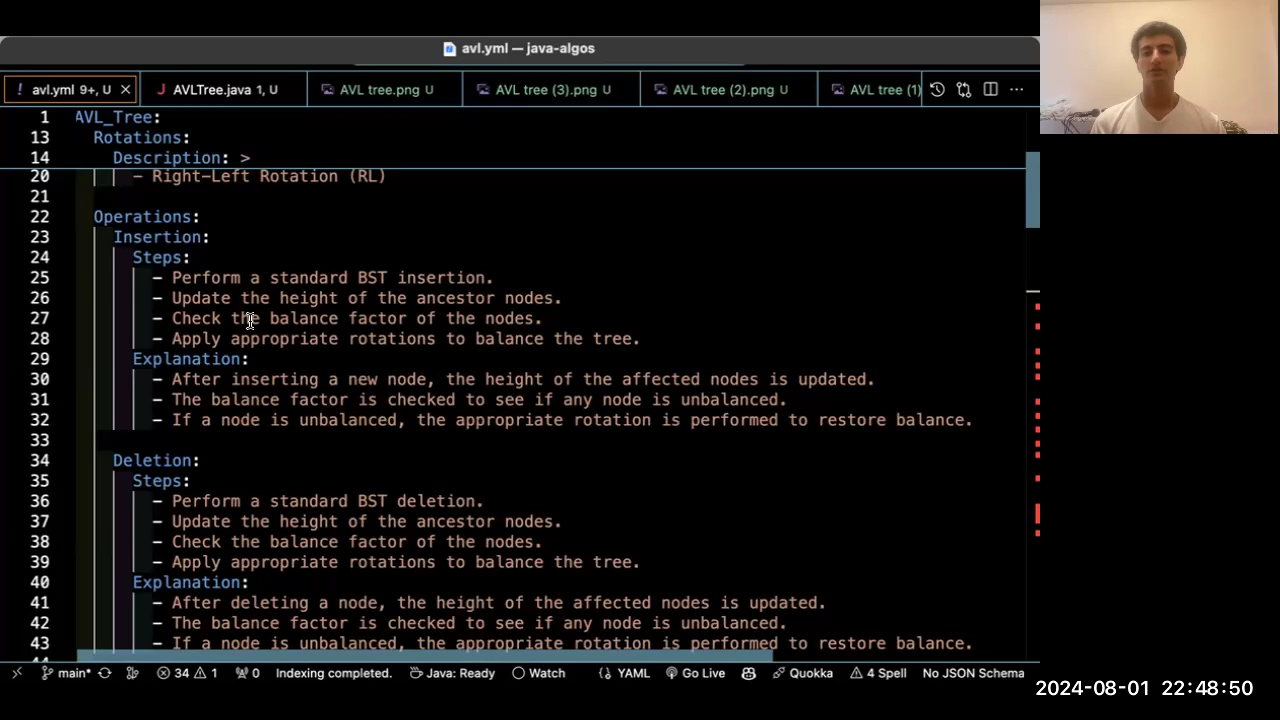 avl.yml — java-algos
! avl.yml 9+, U × J AVLTree.java 1, U AVL tree.png U AVL tree (3).png U AVL tree (2).png U AVL tree (1) ···
1 AVL_Tree:
13 Rotations:
14 Description: >
20 - Right-Left Rotation (RL)
21
22 Operations:
23 Insertion:
24 Steps:
25 - Perform a standard BST insertion.
26 - Update the height of the ancestor nodes.
27 - Check the balance factor of the nodes.
28 - Apply appropriate rotations to balance the tree.
29 Explanation:
30 - After inserting a new node, the height of the affected nodes is updated.
31 - The balance factor is checked to see if any node is unbalanced.
32 - If a node is unbalanced, the appropriate rotation is performed to restore balance.
33
34 Deletion:
35 Steps:
36 - Perform a standard BST deletion.
37 - Update the height of the ancestor nodes.
38 - Check the balance factor of the nodes.
39 - Apply appropriate rotations to balance the tree.
40 Explanation:
41 - After deleting a node, the height of the affected nodes is updated.
42 - The balance factor is checked to see if any node is unbalanced.
43 - If a node is unbalanced, the appropriate rotation is performed to restore balance.
main* 34 1 0 Indexing completed. Java: Ready Watch YAML Go Live Quokka 4 Spell No JSON Schema
2024-08-01 22:48:50